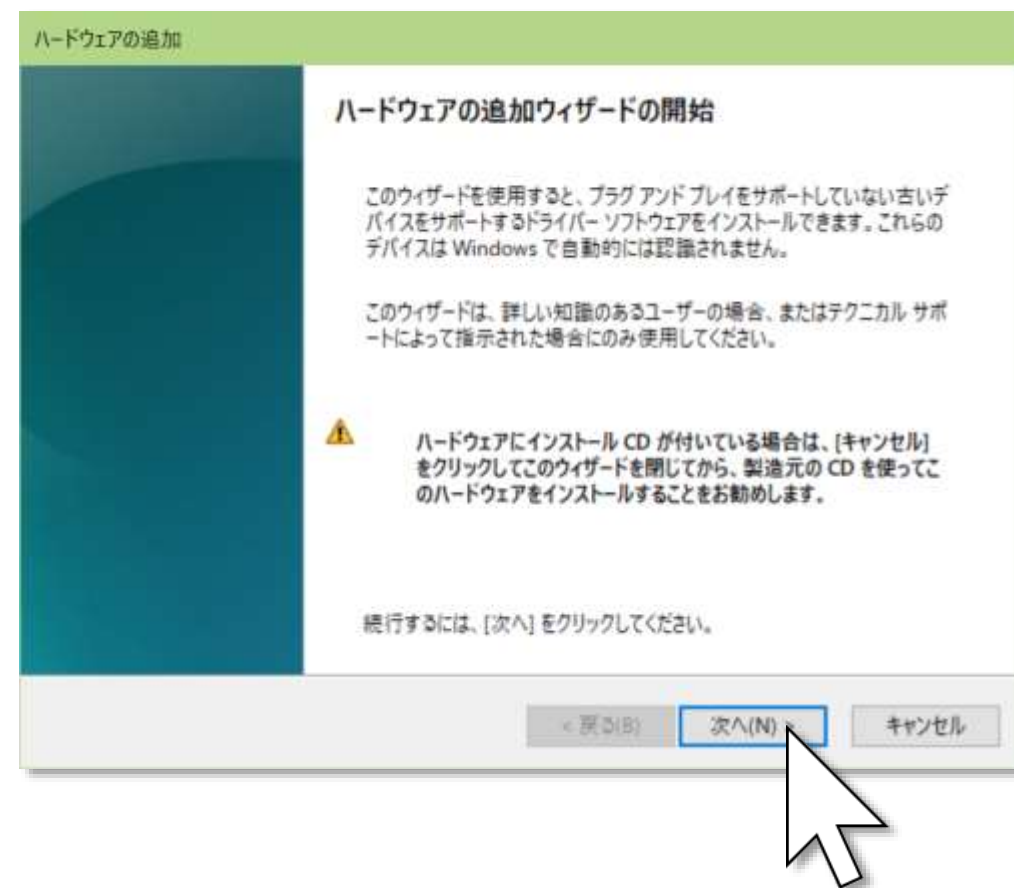 ハードウェアの追加
ハードウェアの追加ウィザードの開始
このウィザードを使用すると、プラグ アンド プレイをサポートしていない古いデ
バイスをサポートするドライバー ソフトウェアをインストールできます。これらの
デバイスは Windows で自動的には認識されません。
このウィザードは、詳しい知識のあるユーザーの場合、またはテクニカル サポ
ートによって指示された場合にのみ使用してください。
ハードウェアにインストール CD が付いている場合は、[キャンセル]
をクリックしてこのウィザードを閉じてから、製造元の CD を使ってこ
のハードウェアをインストールすることをお勧めします。
続行するには、[次へ] をクリックしてください。
< 戻る(B) 次へ(N) > キャンセル